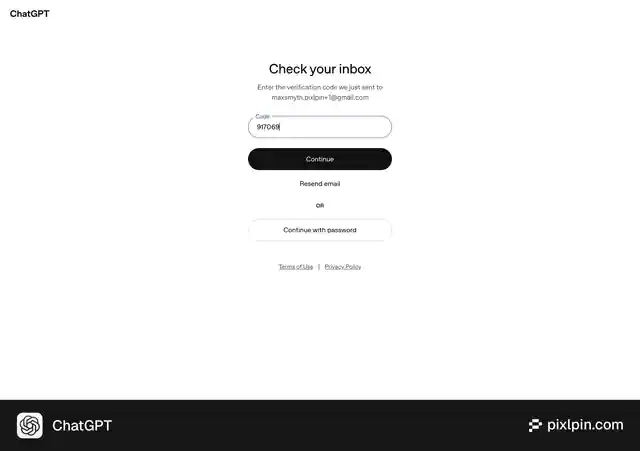 ChatGPT
Check your inbox
Enter the verification code we just sent to
maxsmyth.pixlpin+1@gmail.com
Code
917069
Continue
Resend email
OR
Continue with password
Terms of Use | Privacy Policy
ChatGPT
pixlpin.com